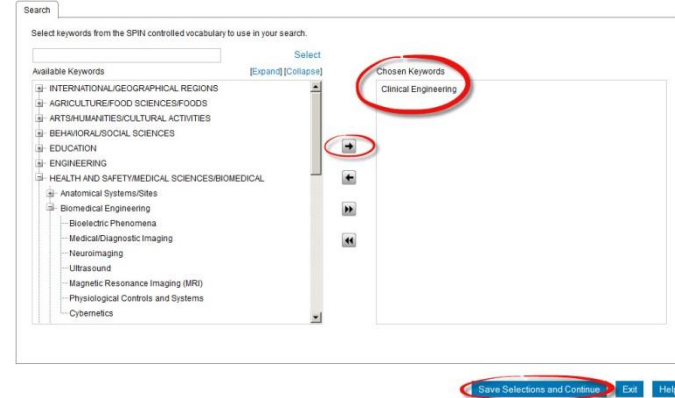 Search
Select keywords from the SPIN controlled vocabulary to use in your search.
Select
Available Keywords [Expand] [Collapse] Chosen Keywords
INTERNATIONAL/GEOGRAPHICAL REGIONS
Clinical Engineering
AGRICULTURE/FOOD SCIENCES/FOODS
ARTS/HUMANITIES/CULTURAL ACTIVITIES
BEHAVIORAL/SOCIAL SCIENCES
EDUCATION
ENGINEERING
HEALTH AND SAFETY/MEDICAL SCIENCES/BIOMEDICAL
Anatomical Systems/Sites
Biomedical Engineering
Bioelectric Phenomena
Medical/Diagnostic Imaging
Neuroimaging
Ultrasound
Magnetic Resonance Imaging (MRI)
Physiological Controls and Systems
Cybernetics
Save Selections and Continue Exit Help